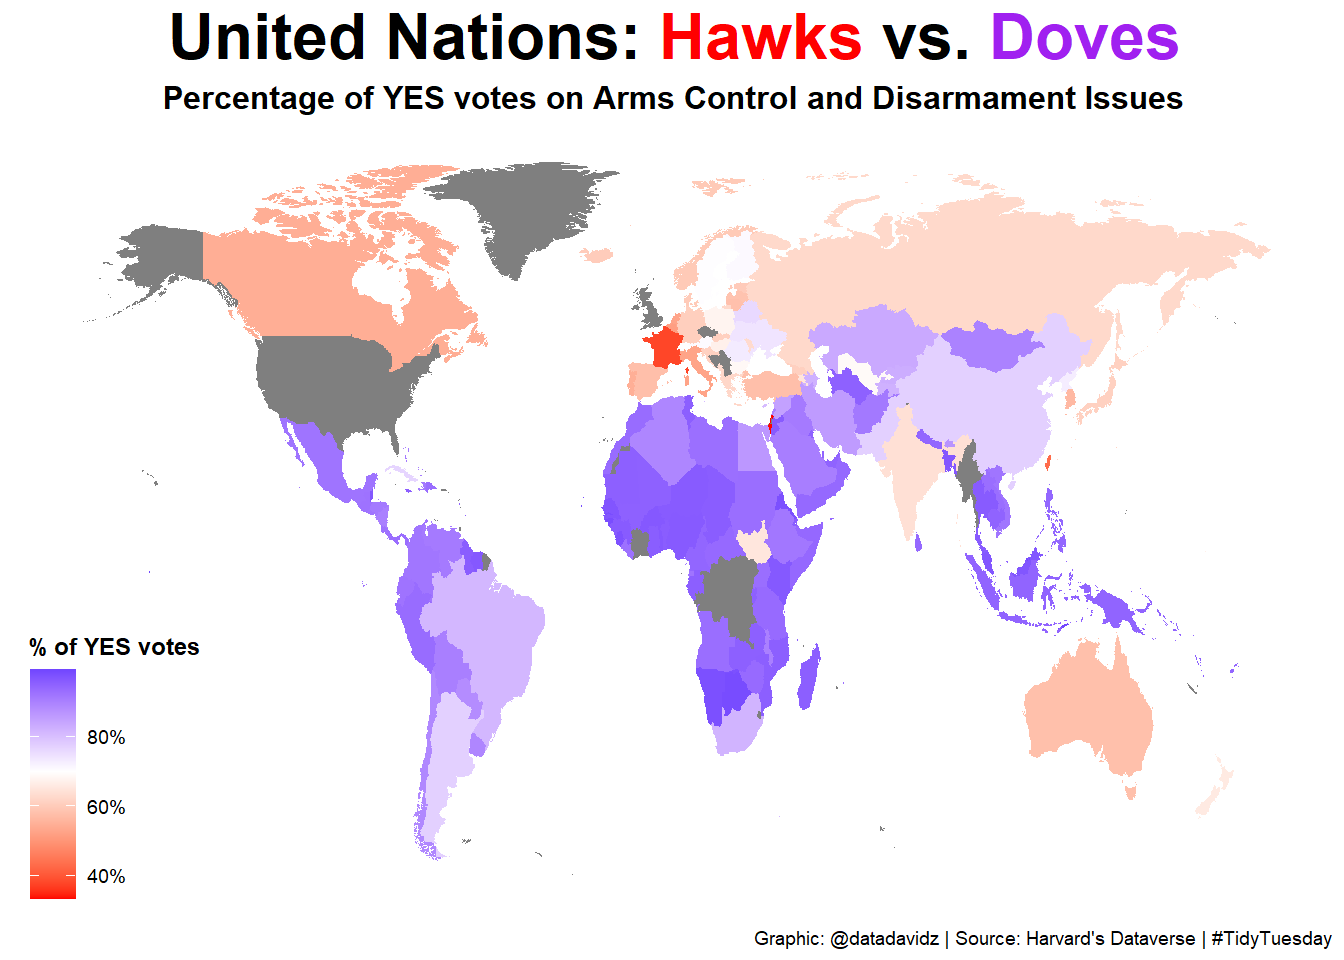 United Nations: Hawks vs. Doves
Percentage of YES votes on Arms Control and Disarmament Issues
% of YES votes
80%
60%
40%
Graphic: @datadavidz | Source: Harvard's Dataverse | #TidyTuesday